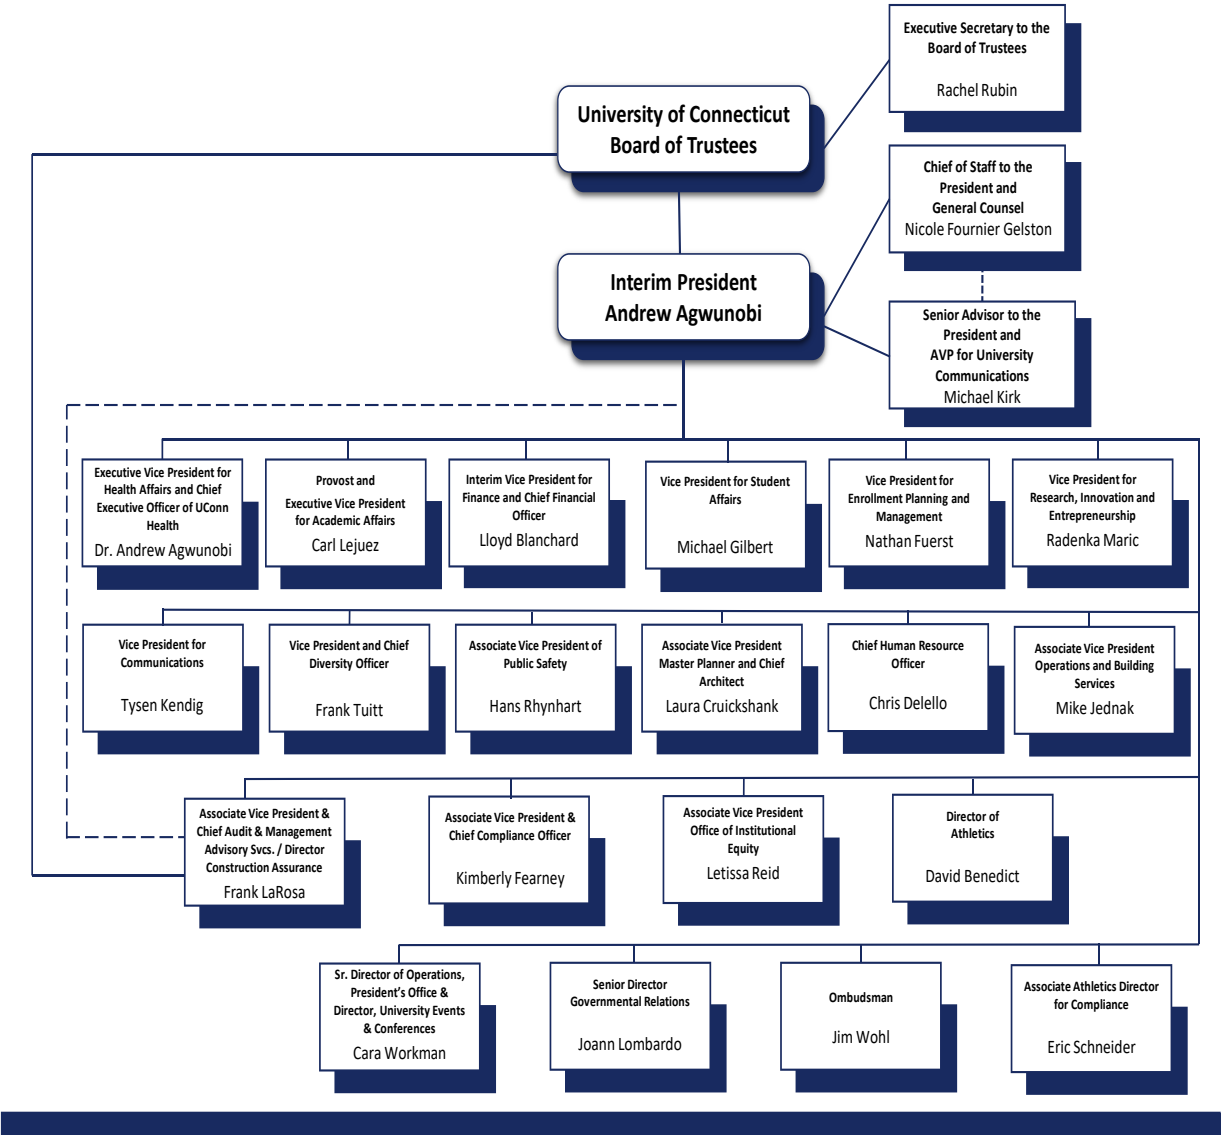 Executive Secretary to the
Board of Trustees
Rachel Rubin
University of Connecticut
Board of Trustees
Chief of Staff to the
President and
General Counsel
Nicole Fournier Gelston
Interim President
Andrew Agwunobi
Senior Advisor to the
President and
AVP for University
Communications
Michael Kirk
Executive Vice President for
Health Affairs and Chief
Executive Officer of UConn
Health
Dr. Andrew Agwunobi
Provost and
Executive Vice President
for Academic Affairs
Carl Lejuez
Interim Vice President for
Finance and Chief Financial
Officer
Lloyd Blanchard
Vice President for Student
Affairs
Michael Gilbert
Vice President for
Enrollment Planning and
Management
Nathan Fuerst
Vice President for
Research, Innovation and
Entrepreneurship
Radenka Maric
Vice President for
Communications
Tysen Kendig
Vice President and Chief
Diversity Officer
Frank Tuitt
Associate Vice President of
Public Safety
Hans Rhynhart
Associate Vice President
Master Planner and Chief
Architect
Laura Cruickshank
Chief Human Resource
Officer
Chris Delello
Associate Vice President
Operations and Building
Services
Mike Jednak
Associate Vice President &
Chief Audit & Management
Advisory Svcs. / Director
Construction Assurance
Frank LaRosa
Associate Vice President &
Chief Compliance Officer
Kimberly Fearney
Associate Vice President
Office of Institutional
Equity
Letissa Reid
Director of
Athletics
David Benedict
Sr. Director of Operations,
President's Office &
Director, University Events
& Conferences
Cara Workman
Senior Director
Governmental Relations
Joann Lombardo
Ombudsman
Jim Wohl
Associate Athletics Director
for Compliance
Eric Schneider